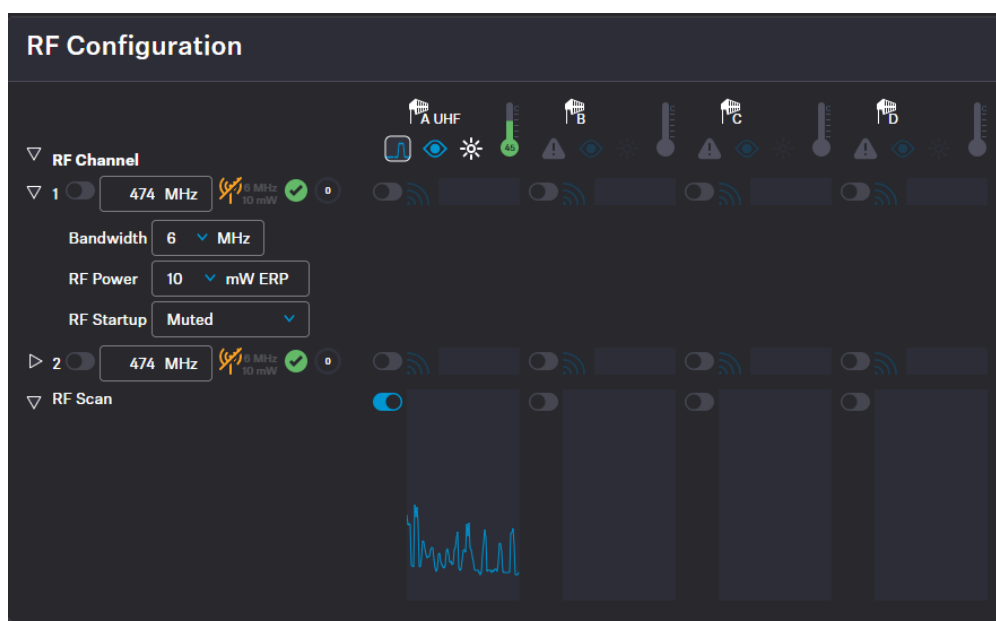 RF Configuration
A UHF
B
C
D
45
RF Channel
1 474 MHz 6 MHz 10 mW 0
Bandwidth 6 MHz
RF Power 10 mW ERP
RF Startup Muted
2 474 MHz 6 MHz 10 mW 0
RF Scan